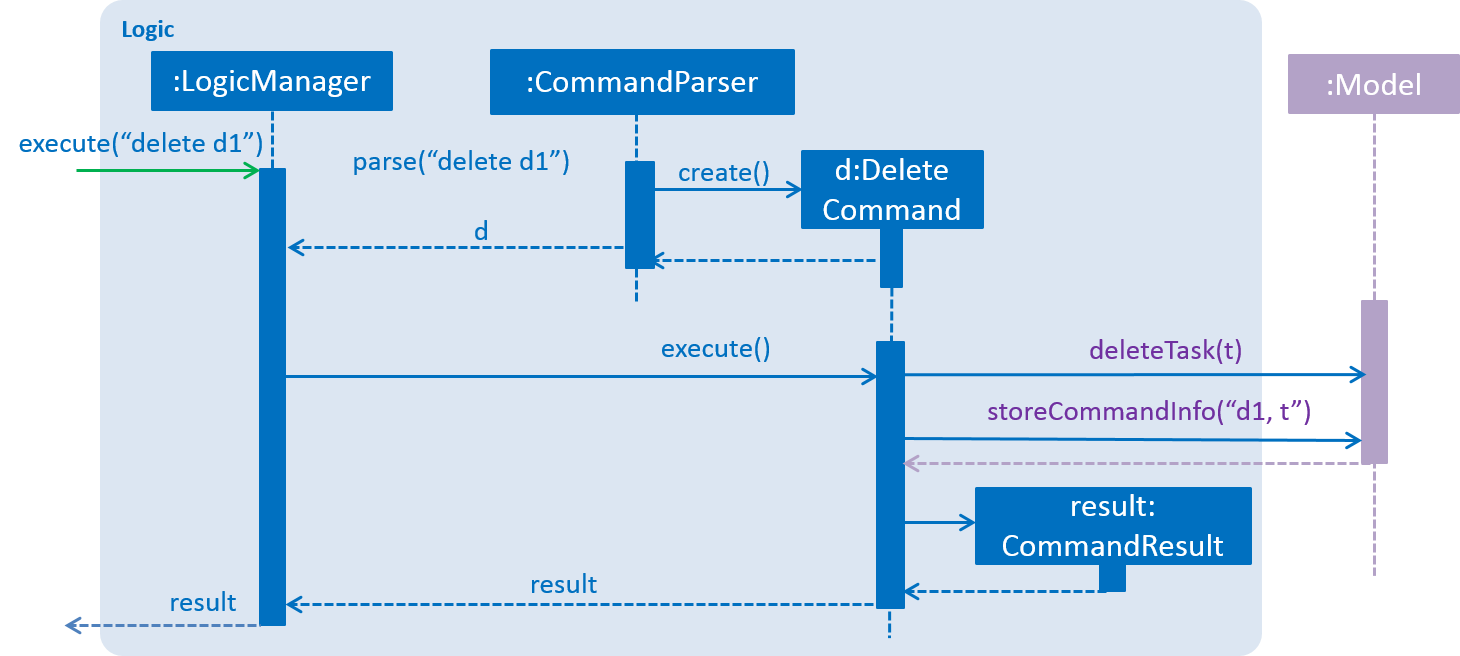 Logic
:LogicManager
:CommandParser
:Model
execute(“delete d1”)
parse(“delete d1”)
create()
d:Delete
Command
d
execute()
deleteTask(t)
storeCommandInfo(“d1, t”)
result:
CommandResult
result
result